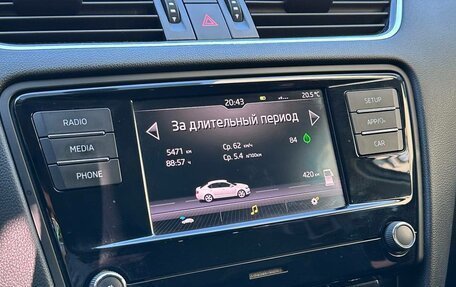 20:43
20.5°C
За длительный период
5471 км
88:57 ч
Ср. 62 км/ч
Ср. 5.4 л/100км
84
420 км
RADIO
MEDIA
PHONE
SETUP
APP/
CAR